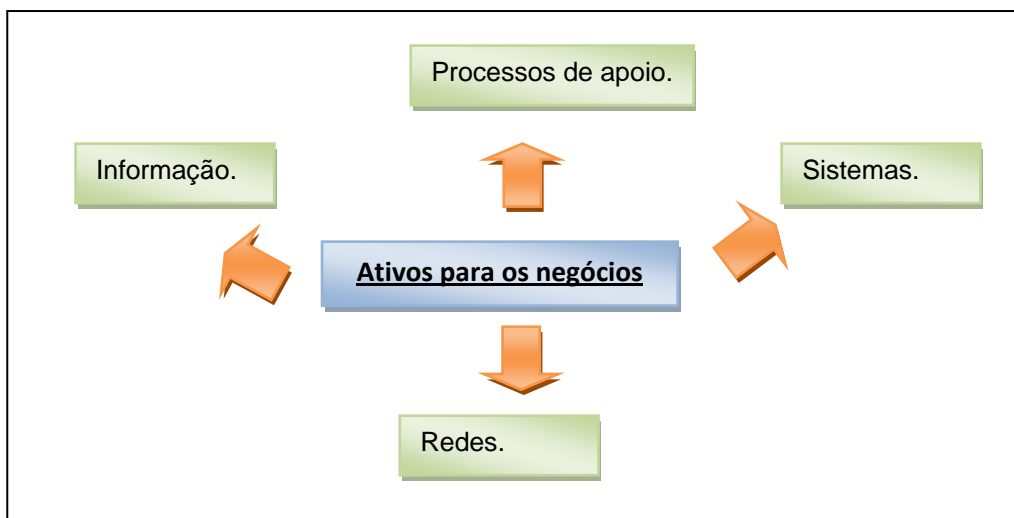 Processos de apoio.
Informação.
Sistemas.
Ativos para os negócios
Redes.